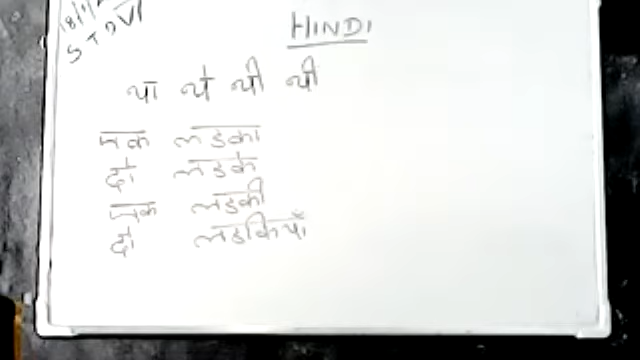 STD VI
HINDI
था थे थी थीं
एक लडका
दो लडके
एक लडकी
दो लडकियाँ